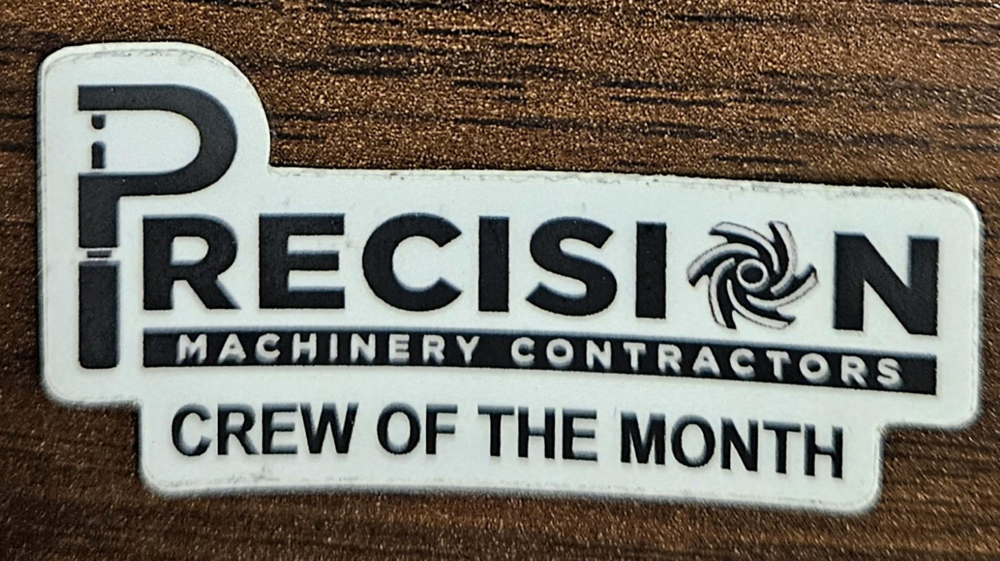 PRECISION
MACHINERY CONTRACTORS
CREW OF THE MONTH